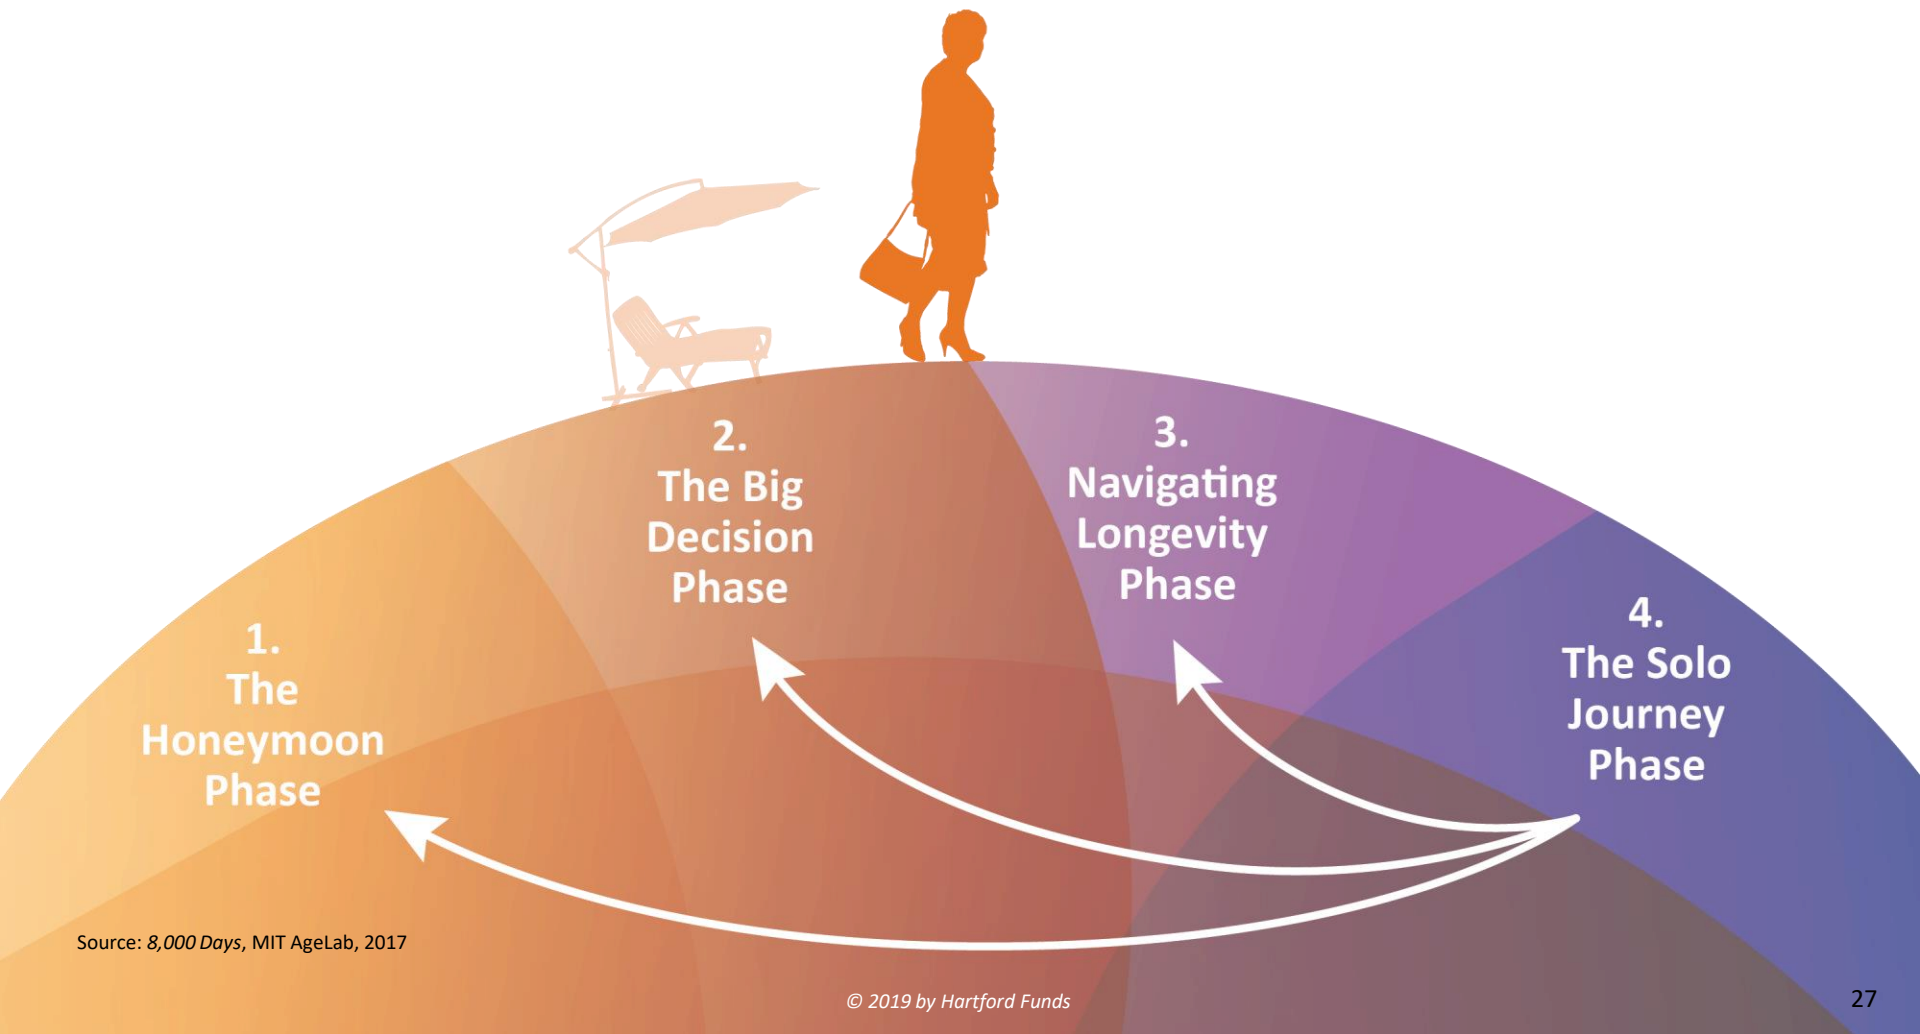 1.
The
Honeymoon
Phase
2.
The Big
Decision
Phase
3.
Navigating
Longevity
Phase
4.
The Solo
Journey
Phase
Source: 8,000 Days, MIT AgeLab, 2017
© 2019 by Hartford Funds
27